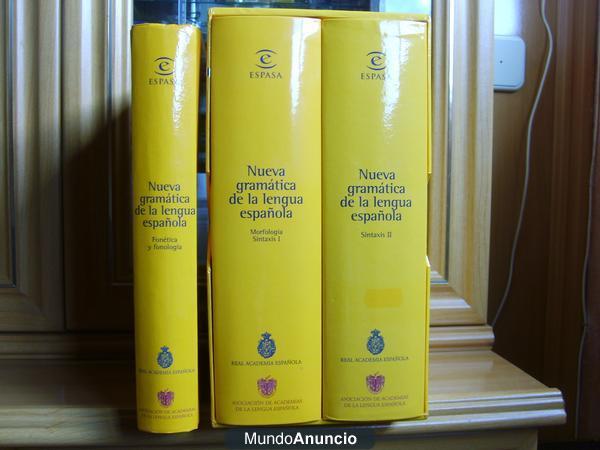 ESPASA
Nueva
gramática
de la lengua
española
Fonética
y fonología
REAL ACADEMIA ESPAÑOLA
ASOCIACIÓN DE ACADEMIAS
DE LA LENGUA ESPAÑOLA
ESPASA
Nueva
gramática
de la lengua
española
Morfología
Sintaxis I
REAL ACADEMIA ESPAÑOLA
ASOCIACIÓN DE ACADEMIAS
DE LA LENGUA ESPAÑOLA
ESPASA
Nueva
gramática
de la lengua
española
Sintaxis II
REAL ACADEMIA ESPAÑOLA
ASOCIACIÓN DE ACADEMIAS
DE LA LENGUA ESPAÑOLA
MundoAnuncio